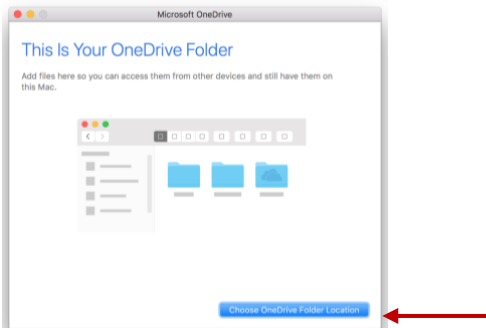 Microsoft OneDrive
This Is Your OneDrive Folder
Add files here so you can access them from other devices and still have them on
this Mac.
Choose OneDrive Folder Location